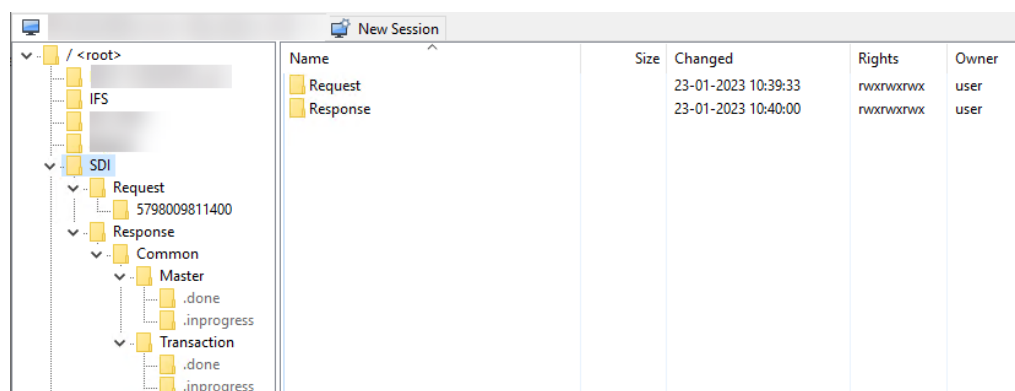 New Session
/ <root>
IFS
SDI
Request
5798009811400
Response
Common
Master
.done
.inprogress
Transaction
.done
.inprogress
Name Size Changed Rights Owner
Request 23-01-2023 10:39:33 rwxrwxrwx user
Response 23-01-2023 10:40:00 rwxrwxrwx user